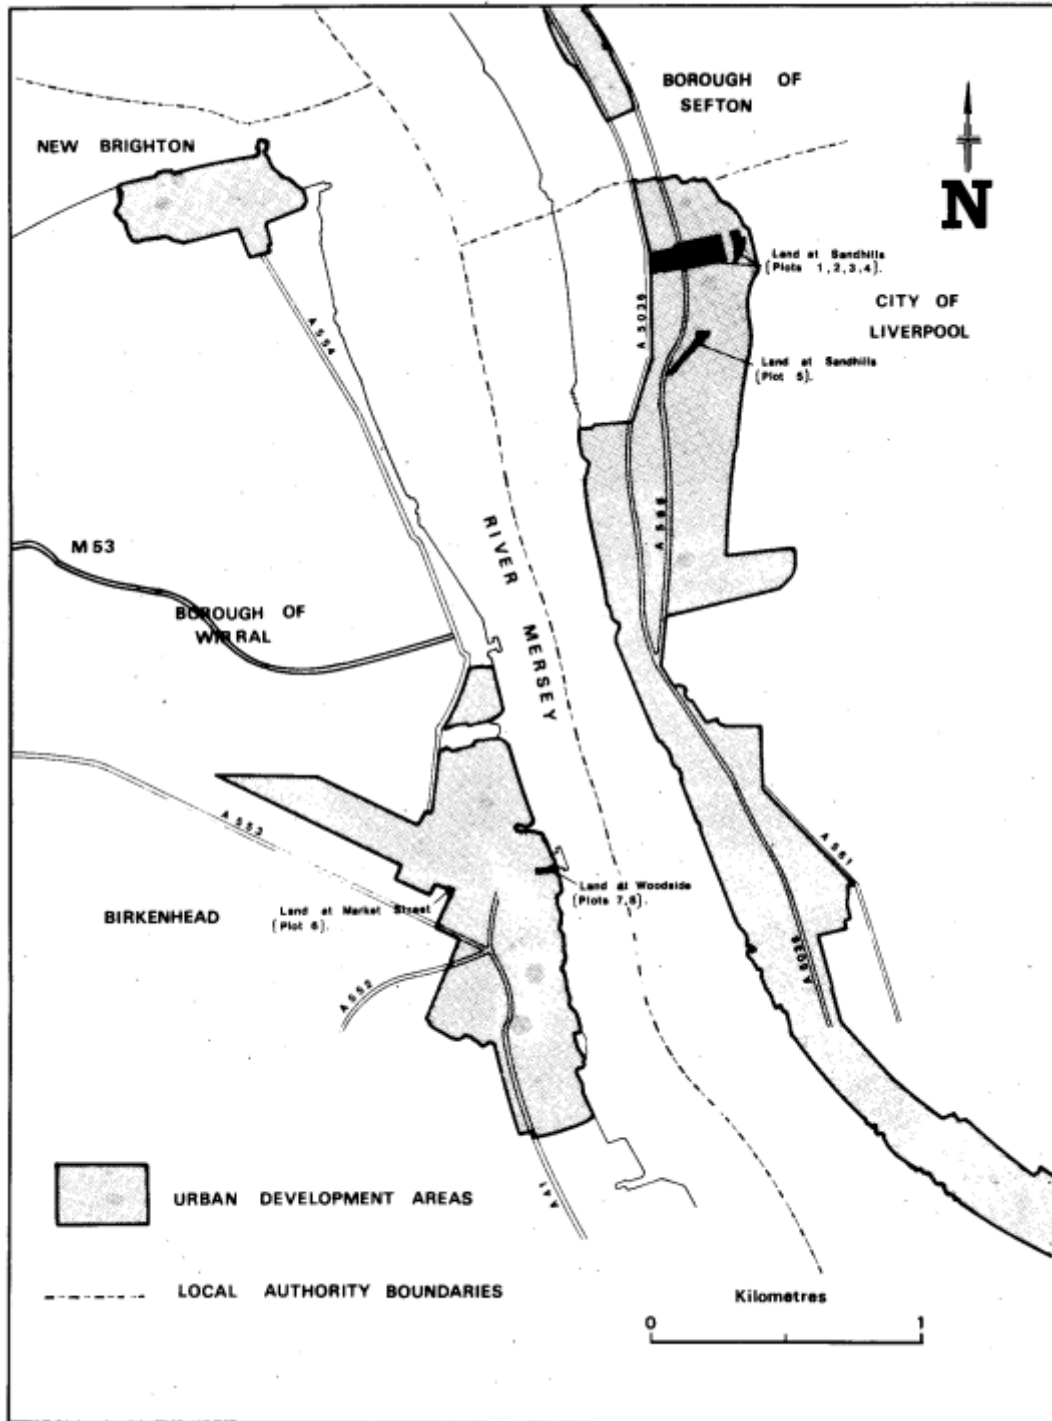 BOROUGH OF
SEFTON
NEW BRIGHTON
N
Land at Sandhills
(Plots 1,2,3,4).
CITY OF
LIVERPOOL
A 5036
A 554
Land at Sandhills
(Plot 5).
A 566
M 53
RIVER MERSEY
BOROUGH OF
WIRRAL
A 553
A 561
Land at Woodside
(Plots 7,8).
Land at Market Street
(Plot 6).
BIRKENHEAD
A 5036
A 552
A 41
URBAN DEVELOPMENT AREAS
LOCAL AUTHORITY BOUNDARIES
Kilometres
0 1